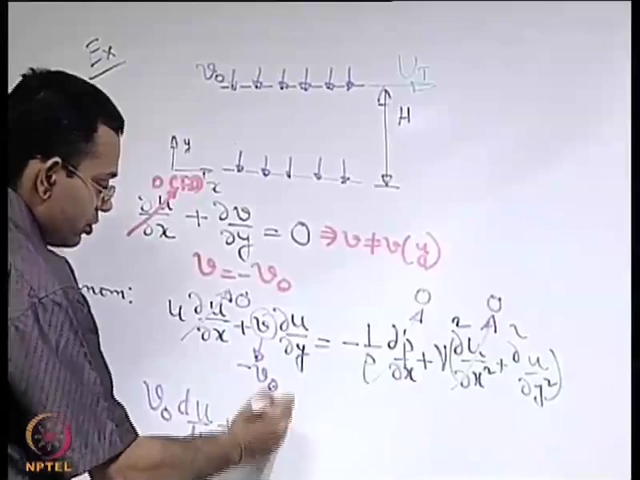 Ex
v₀ U_T
H
y
x
∂u/∂x + ∂v/∂y = 0 ⇒ v ≠ v(y)
v = -v₀
mom:
u ∂u/∂x + v ∂u/∂y = -1/ρ ∂p/∂x + ν(∂²u/∂x² + ∂²u/∂y²)
0 0 0
-v₀
v₀ du
NPTEL